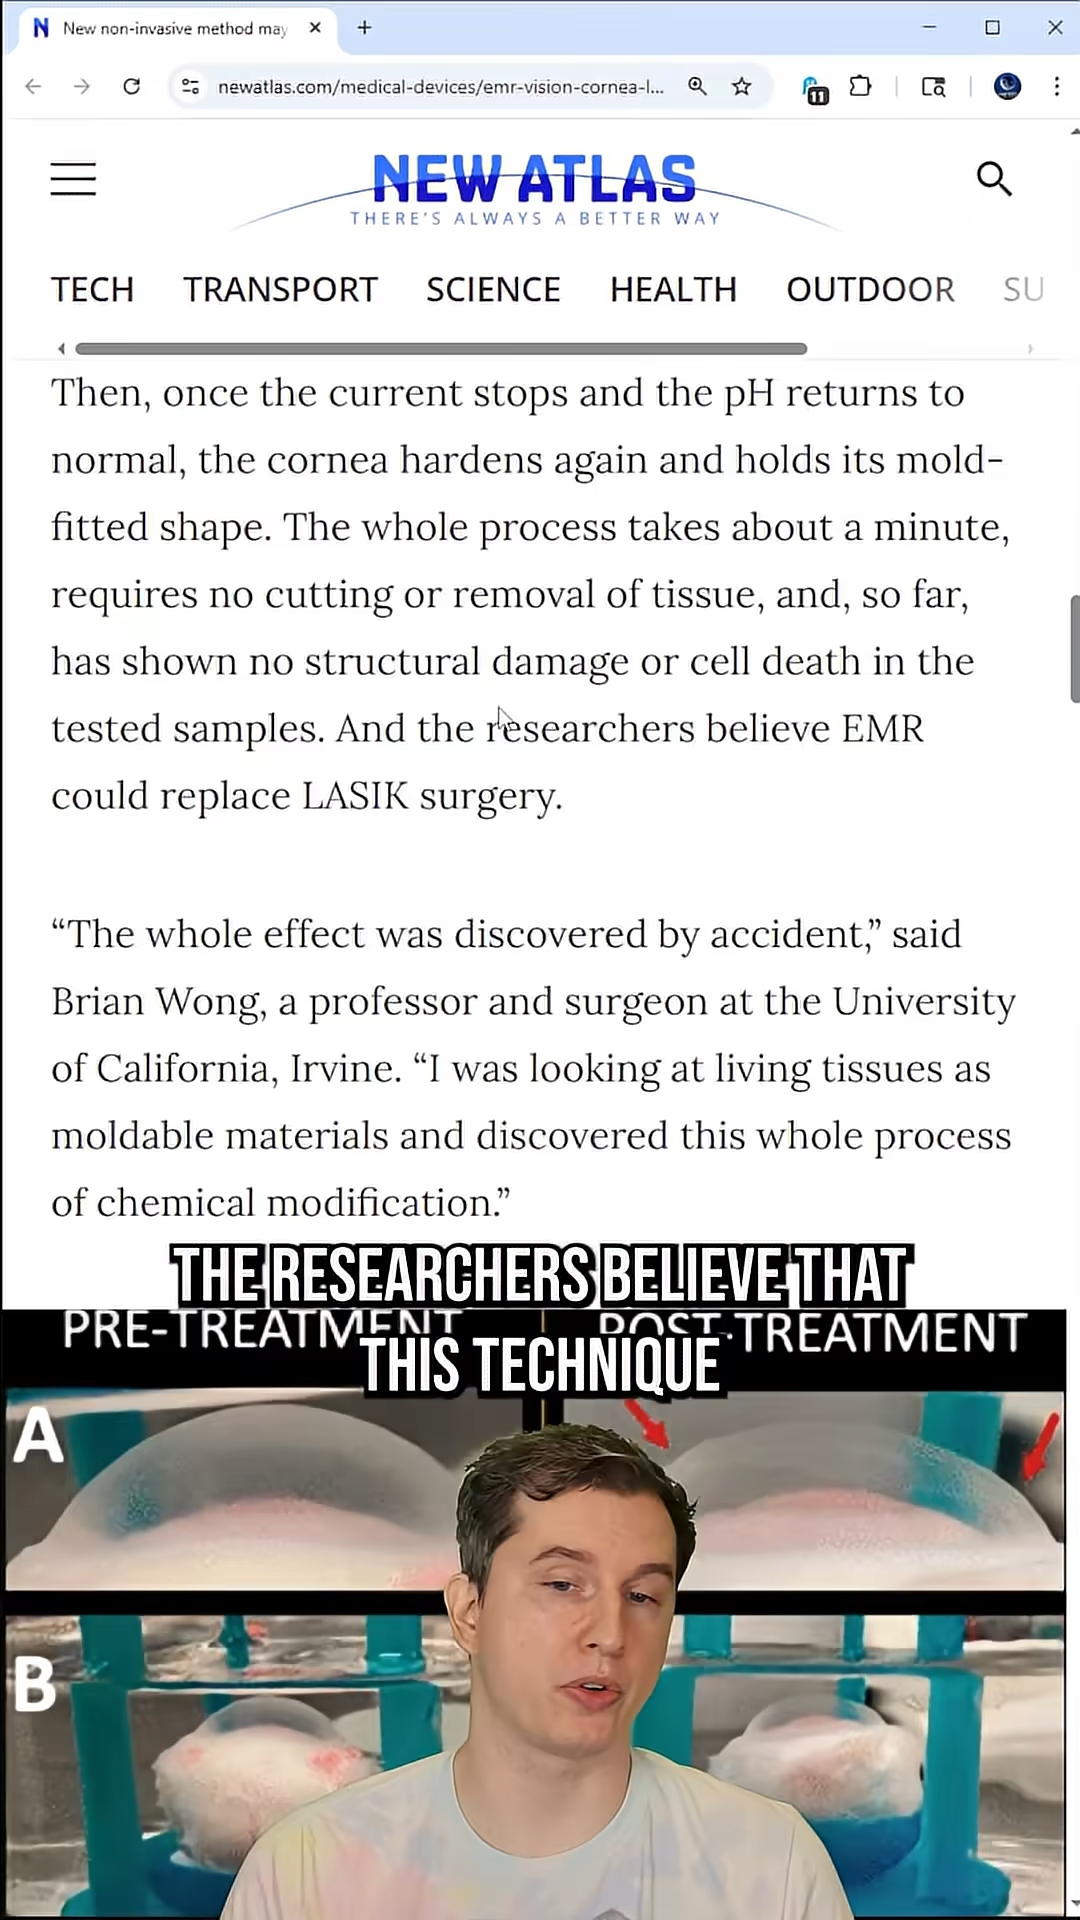 New non-invasive method may
newatlas.com/medical-devices/emr-vision-cornea-l...
11
NEW ATLAS
THERE'S ALWAYS A BETTER WAY
TECH TRANSPORT SCIENCE HEALTH OUTDOOR SU
Then, once the current stops and the pH returns to
normal, the cornea hardens again and holds its mold-
fitted shape. The whole process takes about a minute,
requires no cutting or removal of tissue, and, so far,
has shown no structural damage or cell death in the
tested samples. And the researchers believe EMR
could replace LASIK surgery.
“The whole effect was discovered by accident,” said
Brian Wong, a professor and surgeon at the University
of California, Irvine. “I was looking at living tissues as
moldable materials and discovered this whole process
of chemical modification.”
THE RESEARCHERS BELIEVE THAT
THIS TECHNIQUE
PRE-TREATMENT POST-TREATMENT
A
B